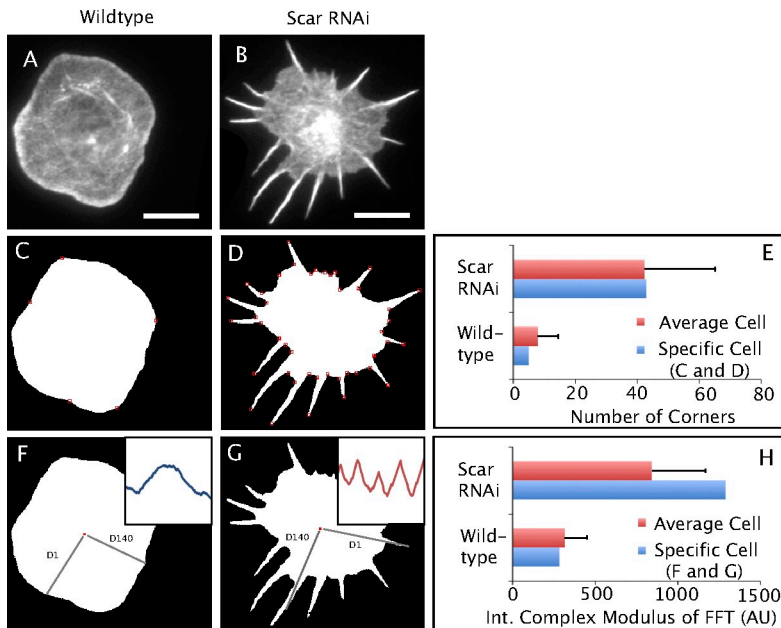 Wildtype
Scar RNAi
A
B
C
D
E
Scar
RNAi
Wild-
type
Average Cell
Specific Cell
(C and D)
0 20 40 60 80
Number of Corners
F
D1
D140
G
D140
D1
H
Scar
RNAi
Wild-
type
Average Cell
Specific Cell
(F and G)
0 500 1000 1500
Int. Complex Modulus of FFT (AU)